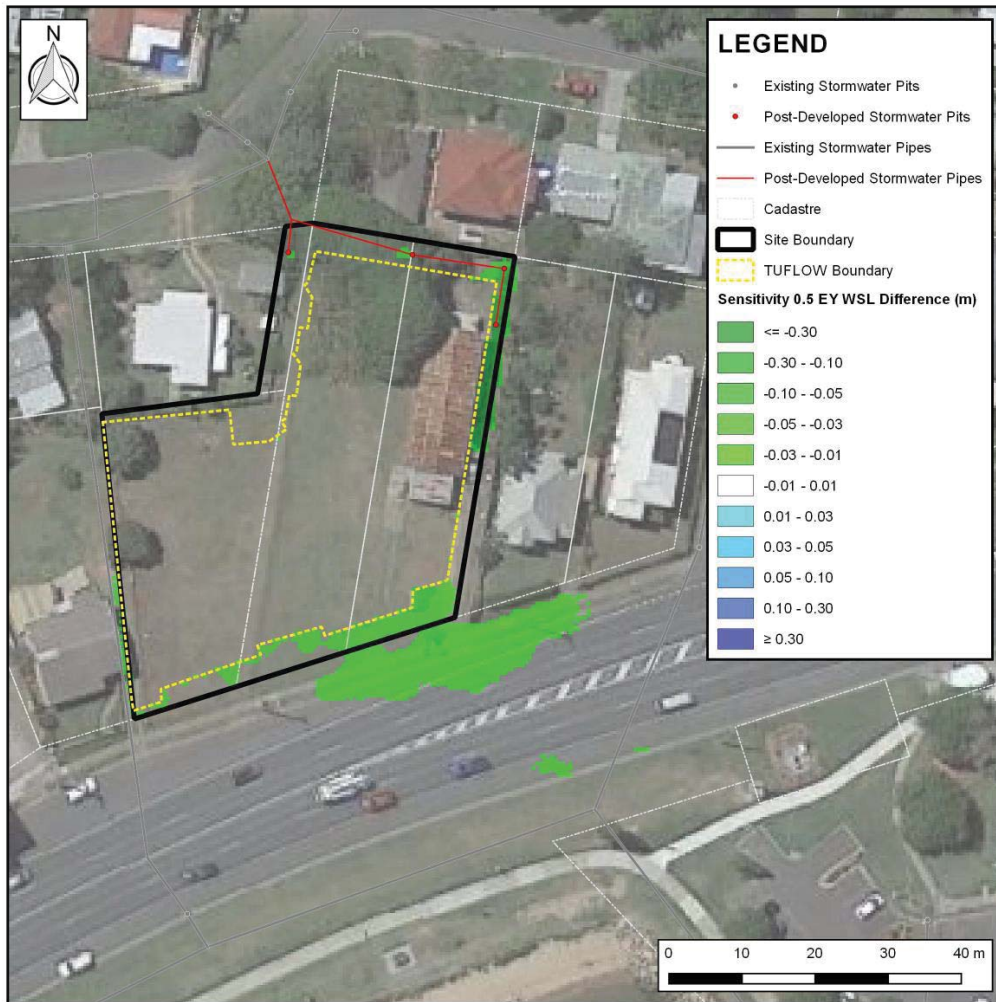 N
LEGEND
Existing Stormwater Pits
Post-Developed Stormwater Pits
Existing Stormwater Pipes
Post-Developed Stormwater Pipes
Cadastre
Site Boundary
TUFLOW Boundary
Sensitivity 0.5 EY WSL Difference (m)
<= -0.30
-0.30 - -0.10
-0.10 - -0.05
-0.05 - -0.03
-0.03 - -0.01
-0.01 - 0.01
0.01 - 0.03
0.03 - 0.05
0.05 - 0.10
0.10 - 0.30
≥ 0.30
0 10 20 30 40 m